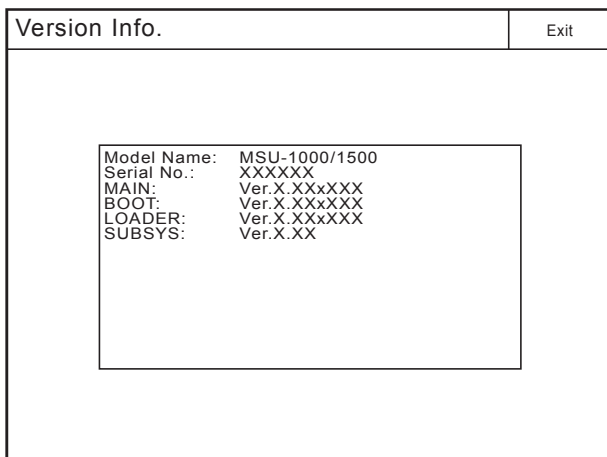 Version Info.
Exit
Model Name: MSU-1000/1500
Serial No.: XXXXXX
MAIN: Ver.X.XXxXXX
BOOT: Ver.X.XXxXXX
LOADER: Ver.X.XXxXXX
SUBSYS: Ver.X.XX